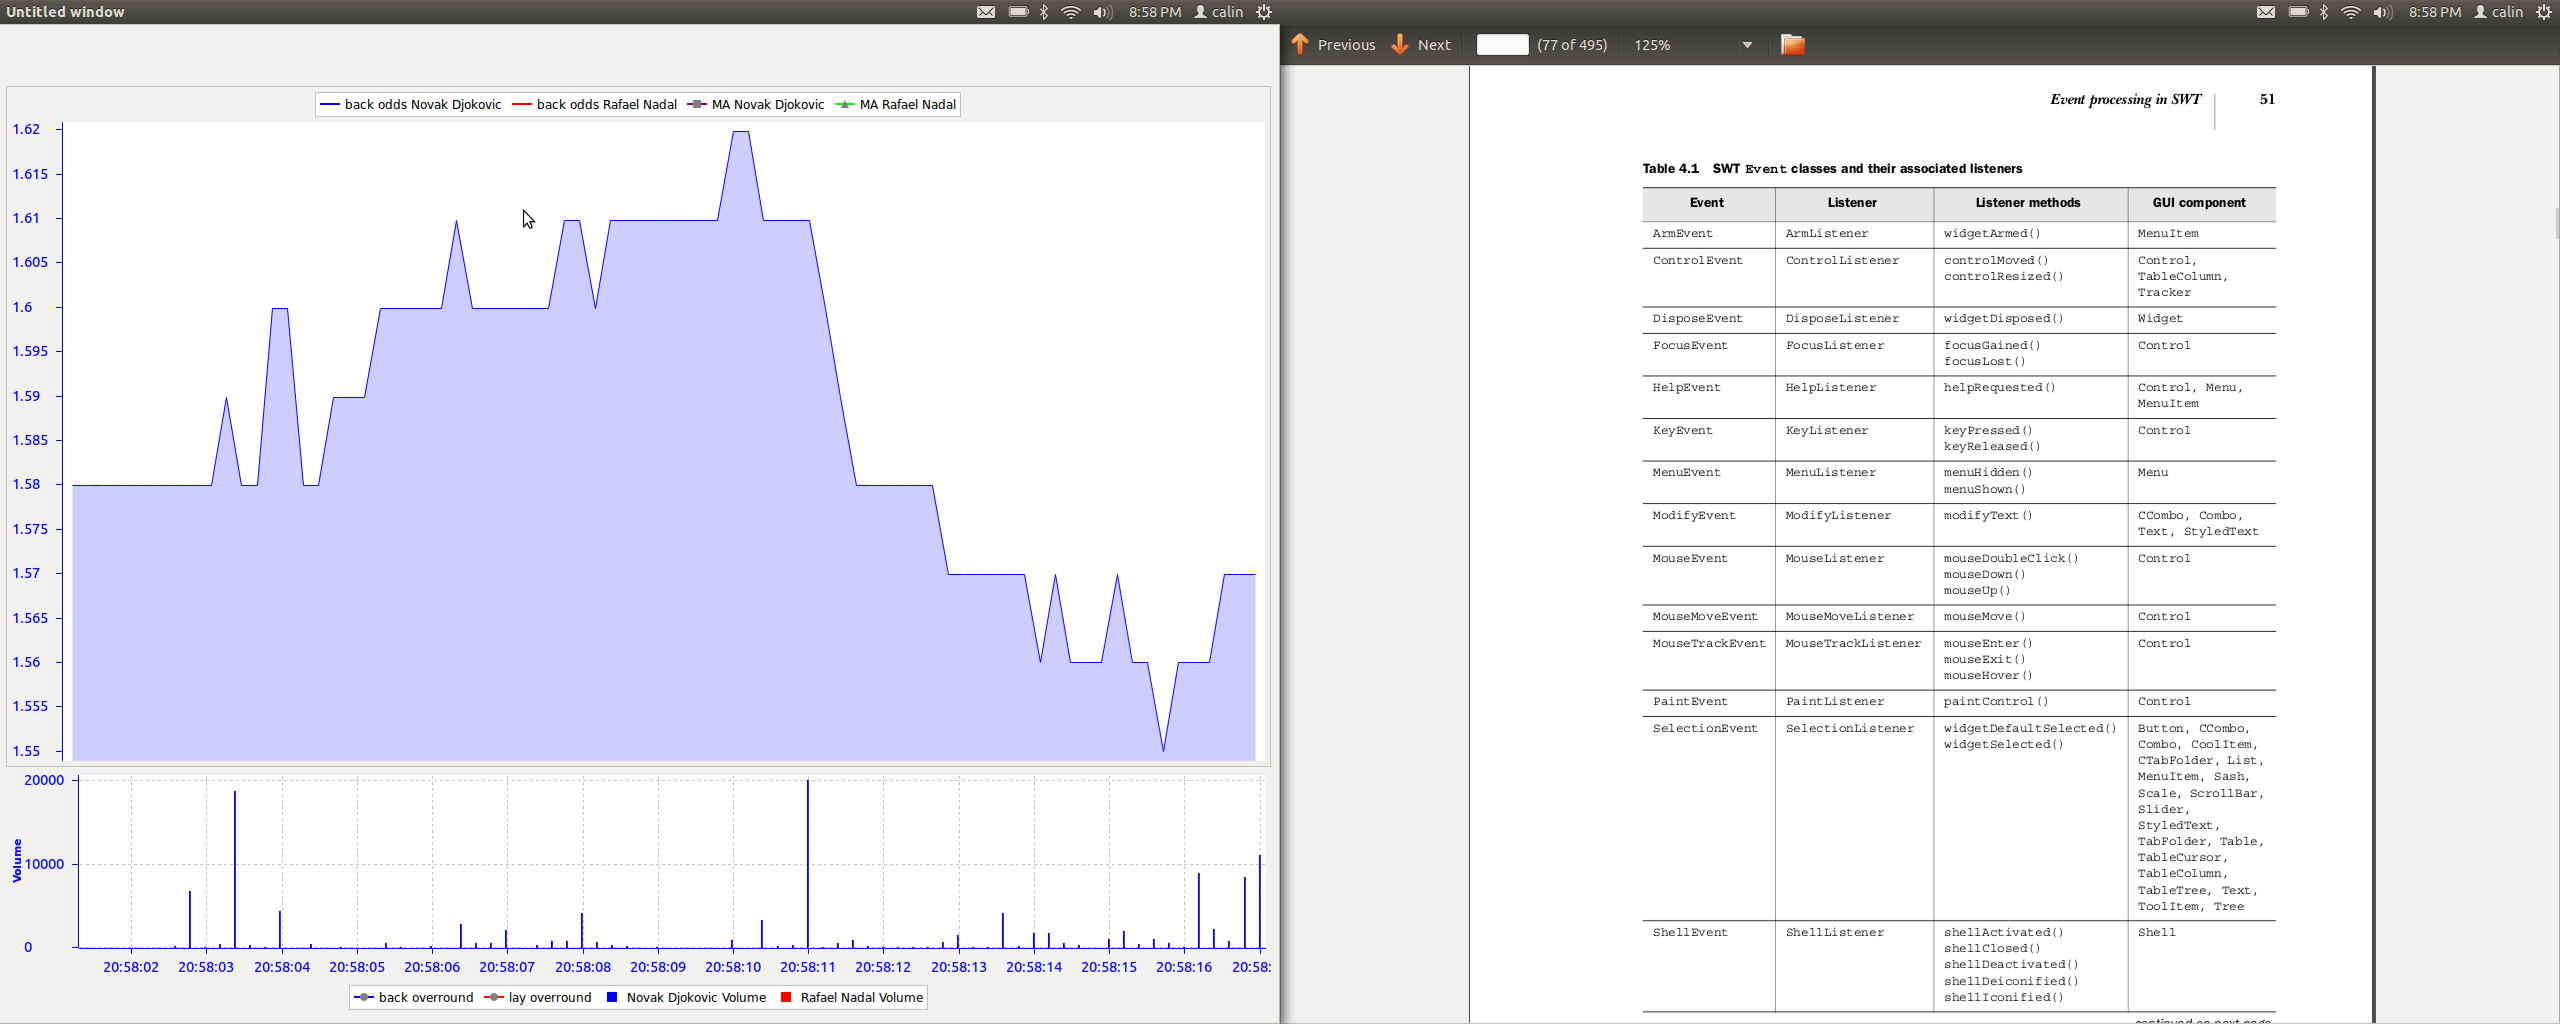 Untitled window
8:58 PM calin
back odds Novak Djokovic back odds Rafael Nadal MA Novak Djokovic MA Rafael Nadal
1.62
1.615
1.61
1.605
1.6
1.595
1.59
1.585
1.58
1.575
1.57
1.565
1.56
1.555
1.55
20000
10000
0
Volume
20:58:02 20:58:03 20:58:04 20:58:05 20:58:06 20:58:07 20:58:08 20:58:09 20:58:10 20:58:11 20:58:12 20:58:13 20:58:14 20:58:15 20:58:16 20:58:
back overround lay overround Novak Djokovic Volume Rafael Nadal Volume
8:58 PM calin
Previous Next (77 of 495) 125%
Event processing in SWT 51
Table 4.1 SWT Event classes and their associated listeners
Event Listener Listener methods GUI component
ArmEvent ArmListener widgetArmed() MenuItem
ControlEvent ControlListener controlMoved() Control,
controlResized() TableColumn,
Tracker
DisposeEvent DisposeListener widgetDisposed() Widget
FocusEvent FocusListener focusGained() Control
focusLost()
HelpEvent HelpListener helpRequested() Control, Menu,
MenuItem
KeyEvent KeyListener keyPressed() Control
keyReleased()
MenuEvent MenuListener menuHidden() Menu
menuShown()
ModifyEvent ModifyListener modifyText() CCombo, Combo,
Text, StyledText
MouseEvent MouseListener mouseDoubleClick() Control
mouseDown()
mouseUp()
MouseMoveEvent MouseMoveListener mouseMove() Control
MouseTrackEvent MouseTrackListener mouseEnter() Control
mouseExit()
mouseHover()
PaintEvent PaintListener paintControl() Control
SelectionEvent SelectionListener widgetDefaultSelected() Button, CCombo,
widgetSelected() Combo, CoolItem,
CTabFolder, List,
MenuItem, Sash,
Scale, ScrollBar,
Slider,
StyledText,
TabFolder, Table,
TableCursor,
TableColumn,
TableTree, Text,
ToolItem, Tree
ShellEvent ShellListener shellActivated() Shell
shellClosed()
shellDeactivated()
shellDeiconified()
shellIconified()
continued on next page